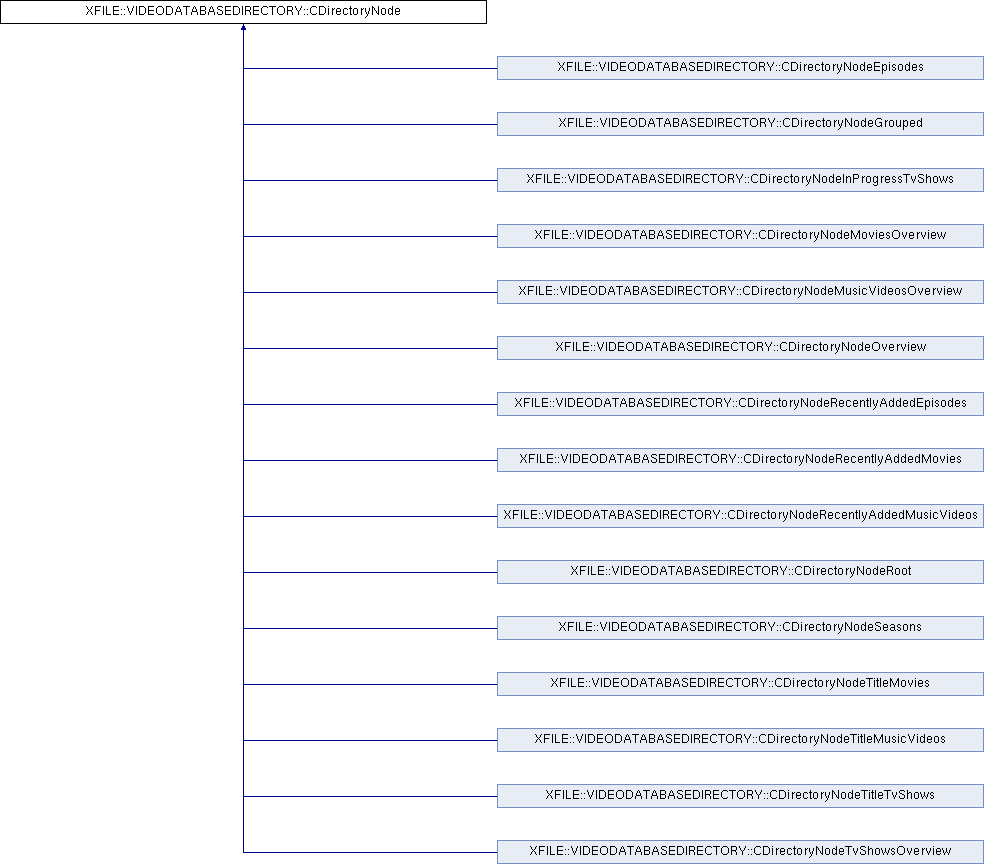 XFILE::VIDEODATABASEDIRECTORY::CDirectoryNode
XFILE::VIDEODATABASEDIRECTORY::CDirectoryNodeEpisodes
XFILE::VIDEODATABASEDIRECTORY::CDirectoryNodeGrouped
XFILE::VIDEODATABASEDIRECTORY::CDirectoryNodeInProgressTvShows
XFILE::VIDEODATABASEDIRECTORY::CDirectoryNodeMoviesOverview
XFILE::VIDEODATABASEDIRECTORY::CDirectoryNodeMusicVideosOverview
XFILE::VIDEODATABASEDIRECTORY::CDirectoryNodeOverview
XFILE::VIDEODATABASEDIRECTORY::CDirectoryNodeRecentlyAddedEpisodes
XFILE::VIDEODATABASEDIRECTORY::CDirectoryNodeRecentlyAddedMovies
XFILE::VIDEODATABASEDIRECTORY::CDirectoryNodeRecentlyAddedMusicVideos
XFILE::VIDEODATABASEDIRECTORY::CDirectoryNodeRoot
XFILE::VIDEODATABASEDIRECTORY::CDirectoryNodeSeasons
XFILE::VIDEODATABASEDIRECTORY::CDirectoryNodeTitleMovies
XFILE::VIDEODATABASEDIRECTORY::CDirectoryNodeTitleMusicVideos
XFILE::VIDEODATABASEDIRECTORY::CDirectoryNodeTitleTvShows
XFILE::VIDEODATABASEDIRECTORY::CDirectoryNodeTvShowsOverview